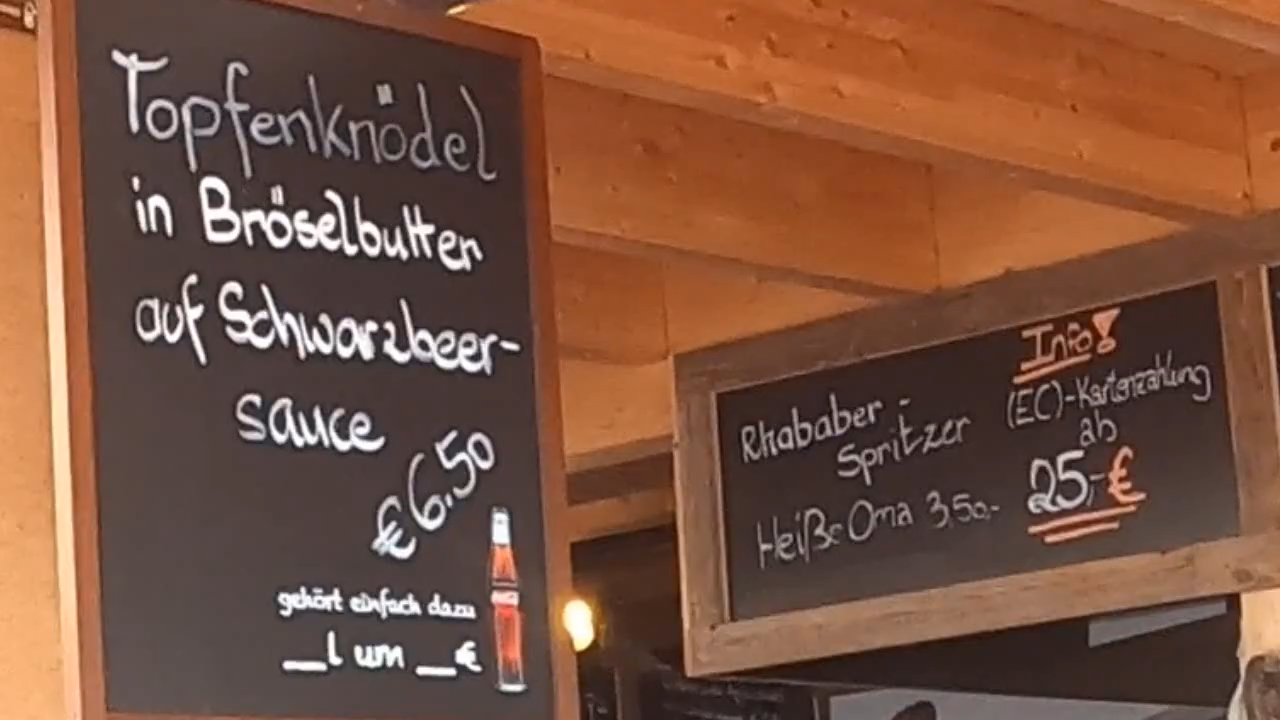 Topfenknödel
in Bröselbutter
auf Schwarzbeer-
sauce
€ 6.50
gehört einfach dazu
__l um __€
Rhababer-
Spritzer
Heiße Oma 3,50,-
Info!
(EC)-Kartenzahlung
ab
25,-€